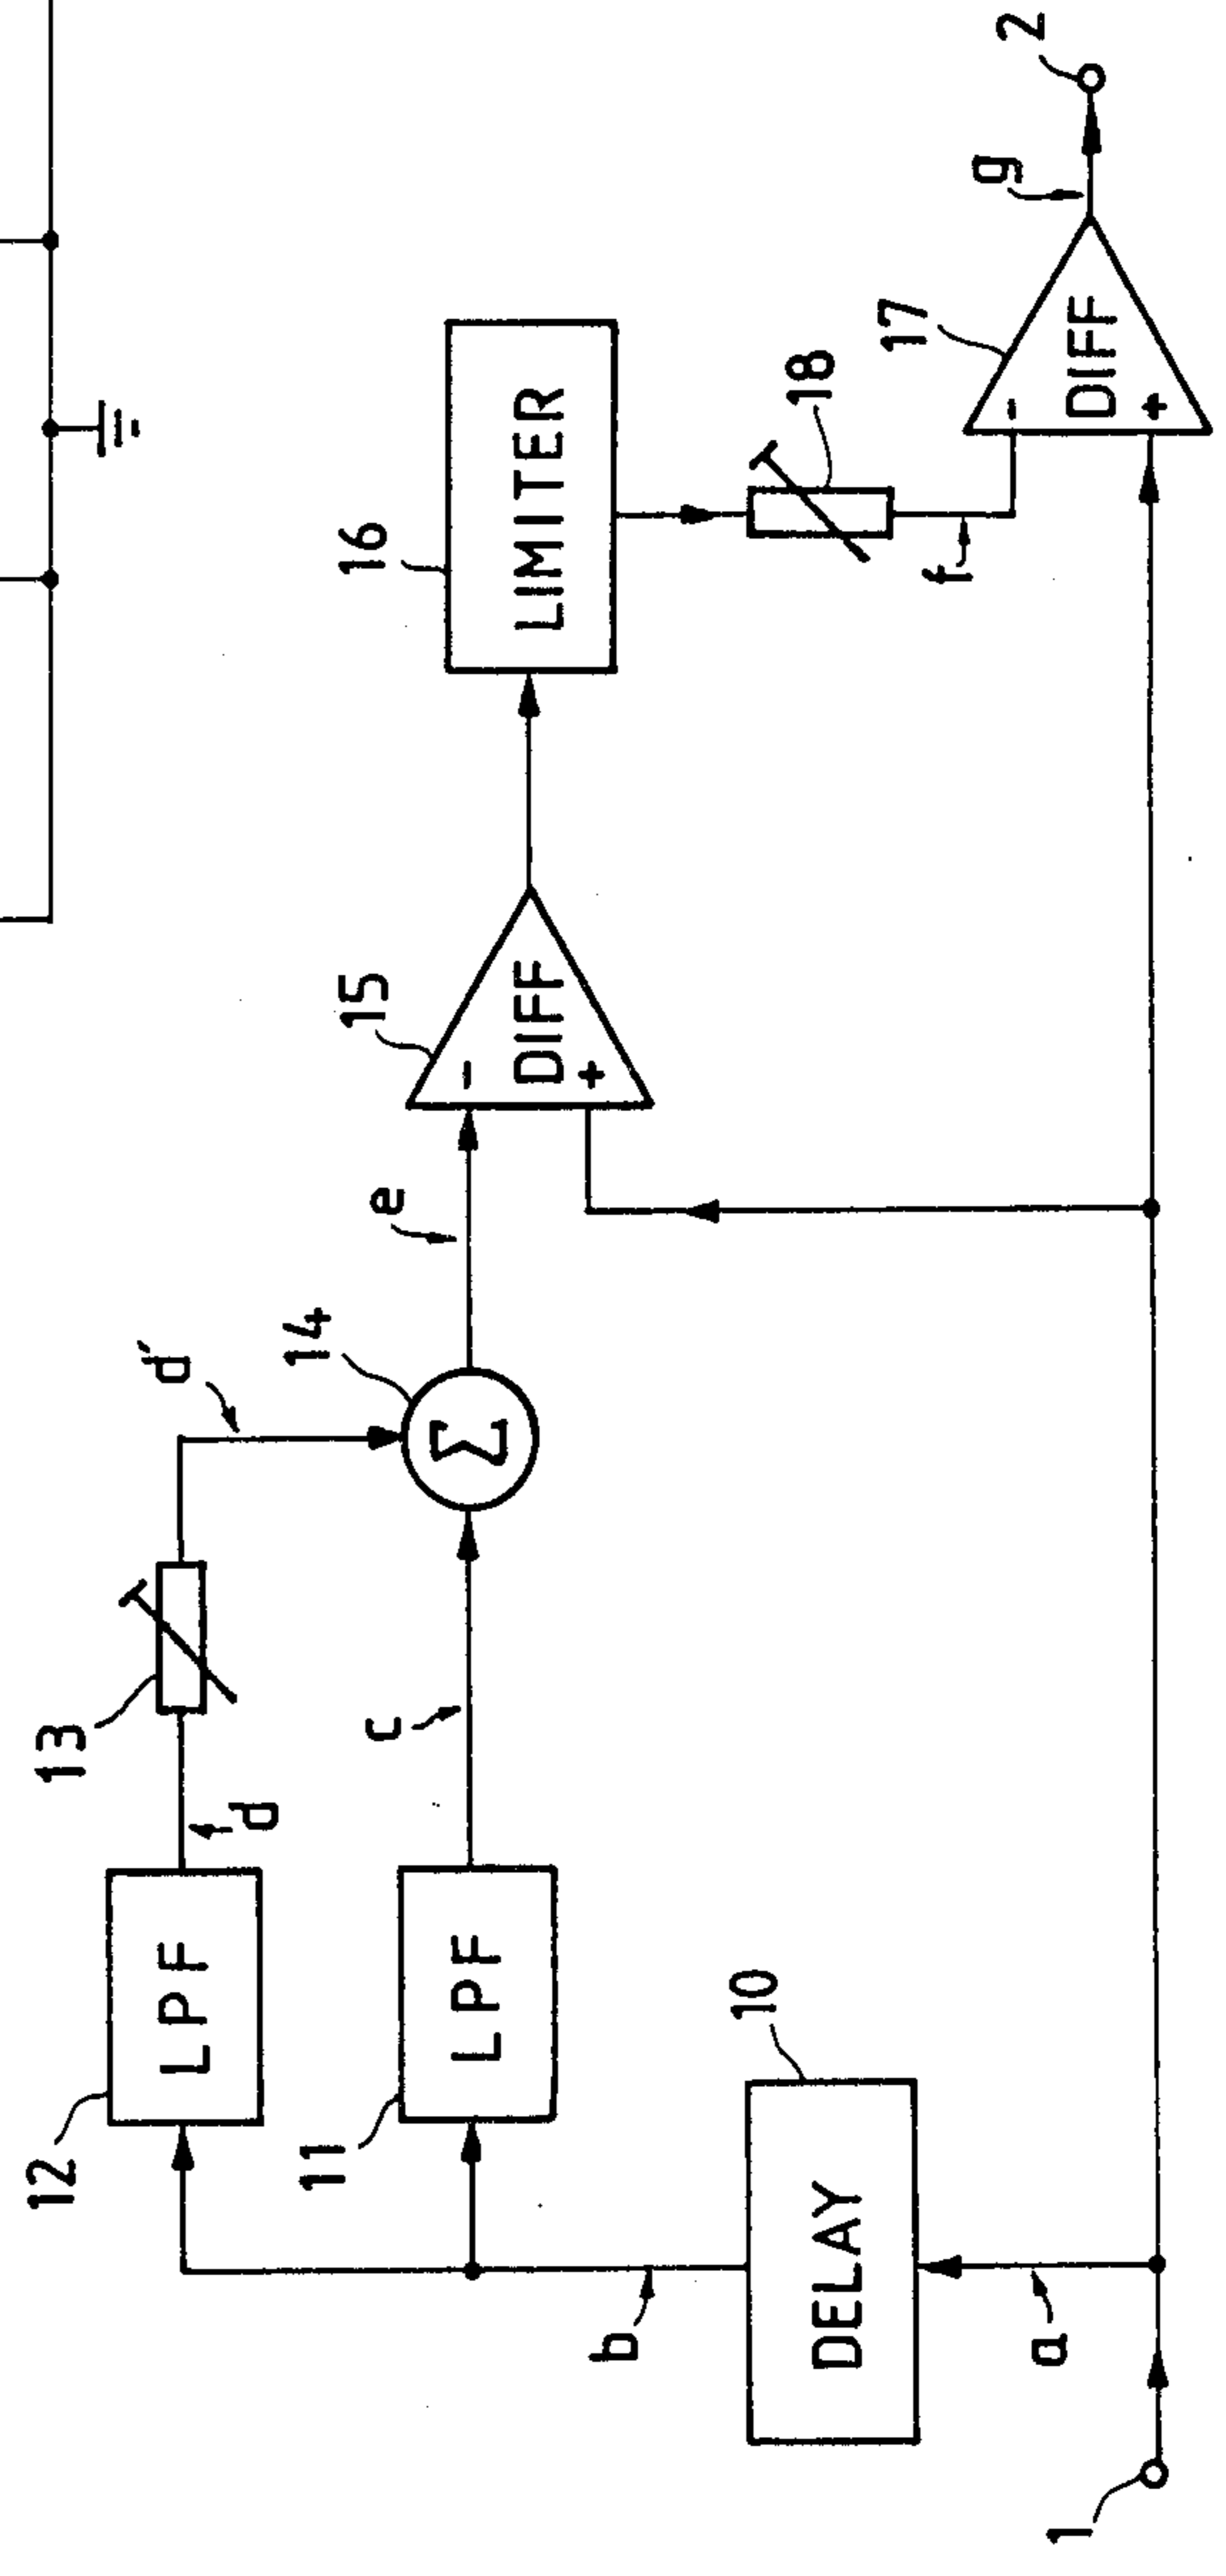 12
LPF
d
13
d'
11
LPF
c
14
Σ
e
15
-
DIFF
+
16
LIMITER
18
f
17
-
DIFF
+
g
2
b
DELAY
10
a
1